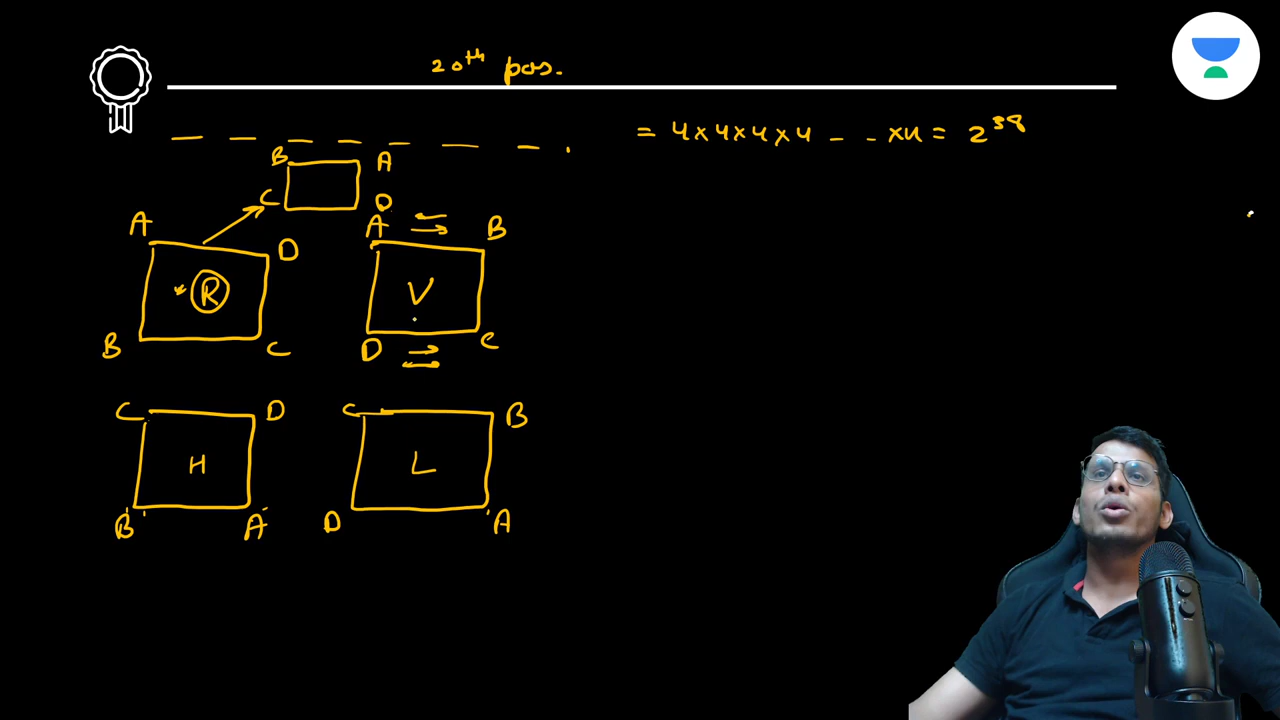 20th pos.
= 4×4×4×4 - - ×4 = 2^38
B A
C D
A D
R
B C
A B
V
D C
C D
H
B' A'
C B
L
D A